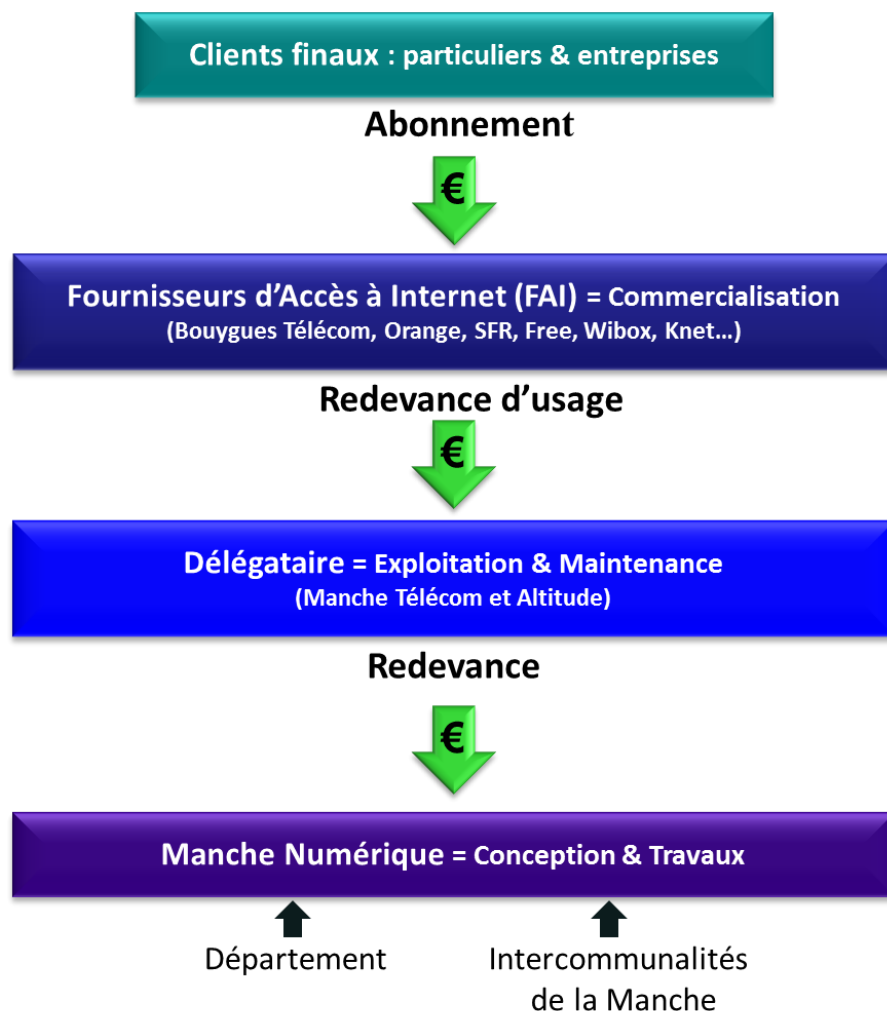 Clients finaux : particuliers & entreprises
Abonnement
€
Fournisseurs d’Accès à Internet (FAI) = Commercialisation
(Bouygues Télécom, Orange, SFR, Free, Wibox, Knet…)
Redevance d’usage
€
Délégataire = Exploitation & Maintenance
(Manche Télécom et Altitude)
Redevance
€
Manche Numérique = Conception & Travaux
Département
Intercommunalités
de la Manche